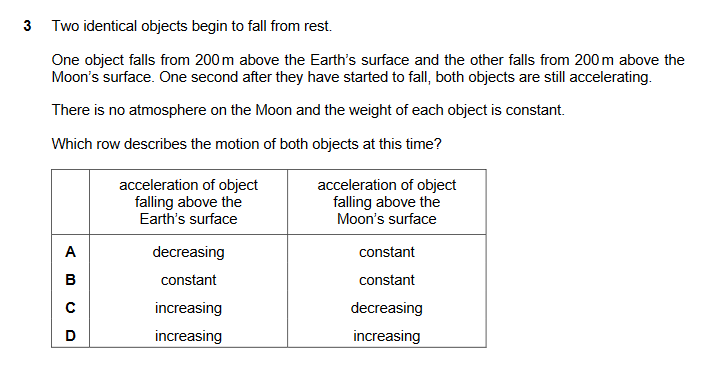 3 Two identical objects begin to fall from rest.
One object falls from 200 m above the Earth's surface and the other falls from 200 m above the
Moon's surface. One second after they have started to fall, both objects are still accelerating.
There is no atmosphere on the Moon and the weight of each object is constant.
Which row describes the motion of both objects at this time?
acceleration of object falling above the Earth's surface | acceleration of object falling above the Moon's surface
A decreasing constant
B constant constant
C increasing decreasing
D increasing increasing